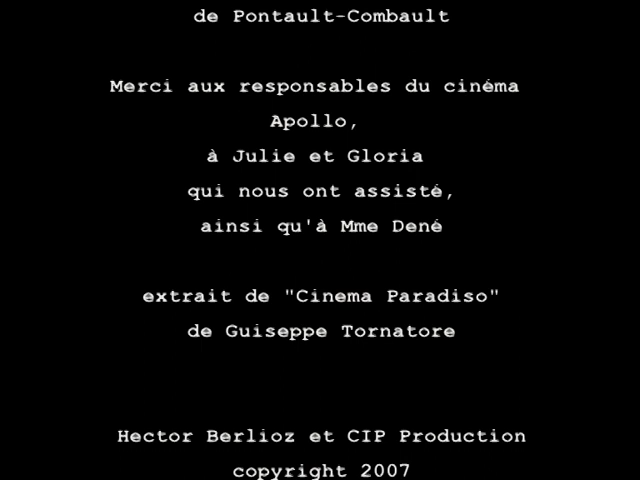 de Pontault-Combault
Merci aux responsables du cinéma
Apollo,
à Julie et Gloria
qui nous ont assisté,
ainsi qu'à Mme Dené
extrait de "Cinema Paradiso"
de Guiseppe Tornatore
Hector Berlioz et CIP Production
copyright 2007